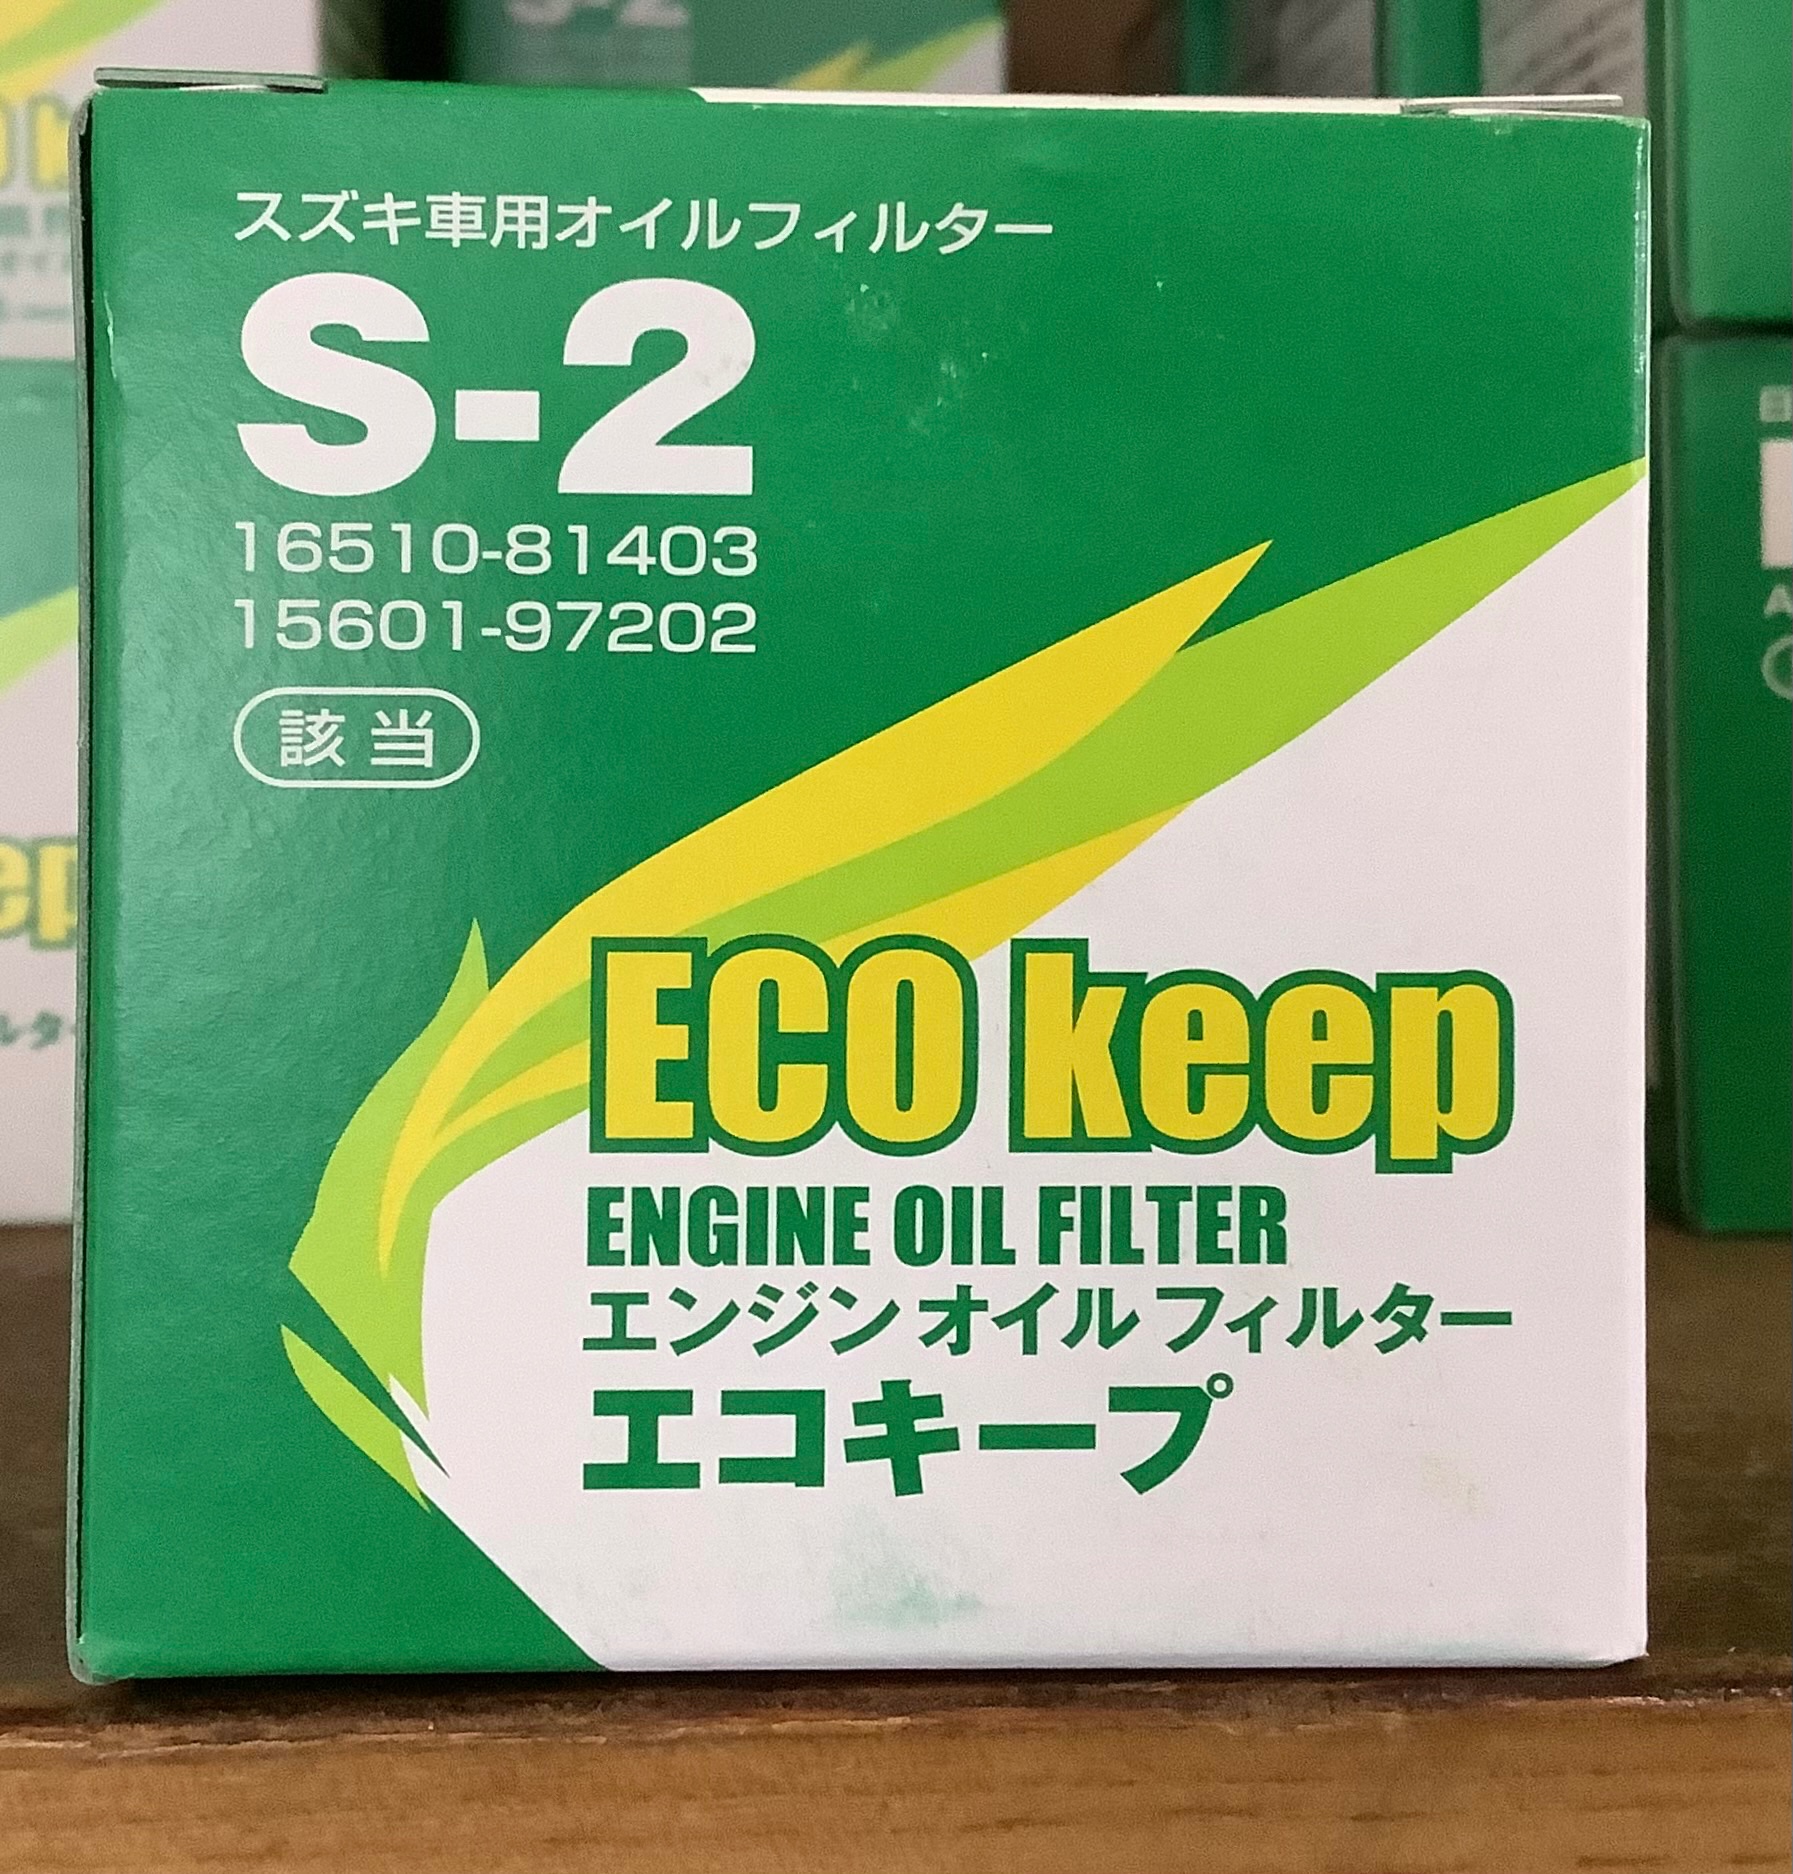 スズキ車用オイルフィルター
S-2
16510-81403
15601-97202
該当
ECO keep
ENGINE OIL FILTER
エンジン オイル フィルター
エコキープ
S-2
ep